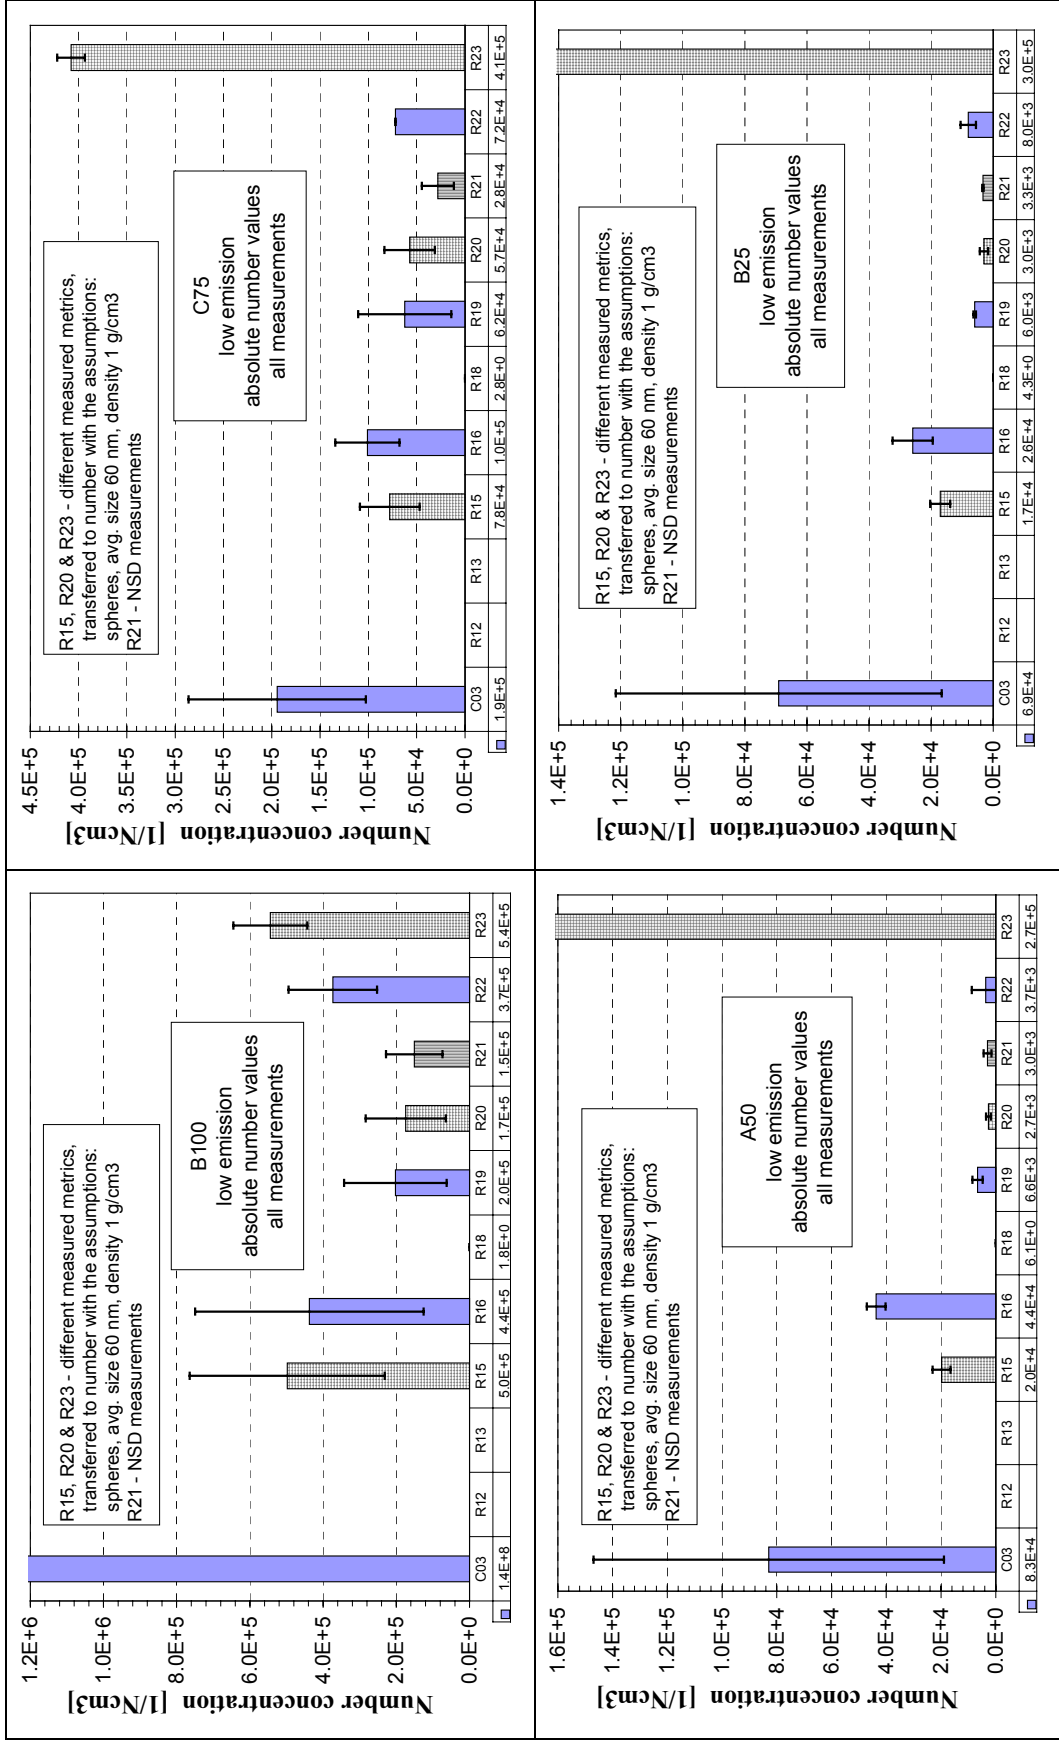 1.2E+6
1.0E+6
8.0E+5
6.0E+5
4.0E+5
2.0E+5
0.0E+0
Number concentration
[1/Ncm3]
R15, R20 & R23 - different measured metrics,
transferred to number with the assumptions:
spheres, avg. size 60 nm, density 1 g/cm3
R21 - NSD measurements
B100
low emission
absolute number values
all measurements
C03 R12 R13 R15 R16 R18 R19 R20 R21 R22 R23
1.4E+8 5.0E+5 4.4E+5 1.8E+0 2.0E+5 1.7E+5 1.5E+5 3.7E+5 5.4E+5
4.5E+5
4.0E+5
3.5E+5
3.0E+5
2.5E+5
2.0E+5
1.5E+5
1.0E+5
5.0E+4
0.0E+0
Number concentration
[1/Ncm3]
R15, R20 & R23 - different measured metrics,
transferred to number with the assumptions:
spheres, avg. size 60 nm, density 1 g/cm3
R21 - NSD measurements
C75
low emission
absolute number values
all measurements
C03 R12 R13 R15 R16 R18 R19 R20 R21 R22 R23
1.9E+5 7.8E+4 1.0E+5 2.8E+0 6.2E+4 5.7E+4 2.8E+4 7.2E+4 4.1E+5
1.6E+5
1.4E+5
1.2E+5
1.0E+5
8.0E+4
6.0E+4
4.0E+4
2.0E+4
0.0E+0
Number concentration
[1/Ncm3]
R15, R20 & R23 - different measured metrics,
transferred to number with the assumptions:
spheres, avg. size 60 nm, density 1 g/cm3
R21 - NSD measurements
A50
low emission
absolute number values
all measurements
C03 R12 R13 R15 R16 R18 R19 R20 R21 R22 R23
8.3E+4 2.0E+4 4.4E+4 6.1E+0 6.6E+3 2.7E+3 3.0E+3 3.7E+3 2.7E+5
1.4E+5
1.2E+5
1.0E+5
8.0E+4
6.0E+4
4.0E+4
2.0E+4
0.0E+0
Number concentration
[1/Ncm3]
R15, R20 & R23 - different measured metrics,
transferred to number with the assumptions:
spheres, avg. size 60 nm, density 1 g/cm3
R21 - NSD measurements
B25
low emission
absolute number values
all measurements
C03 R12 R13 R15 R16 R18 R19 R20 R21 R22 R23
6.9E+4 1.7E+4 2.6E+4 4.3E+0 6.0E+3 3.0E+3 3.3E+3 8.0E+3 3.0E+5